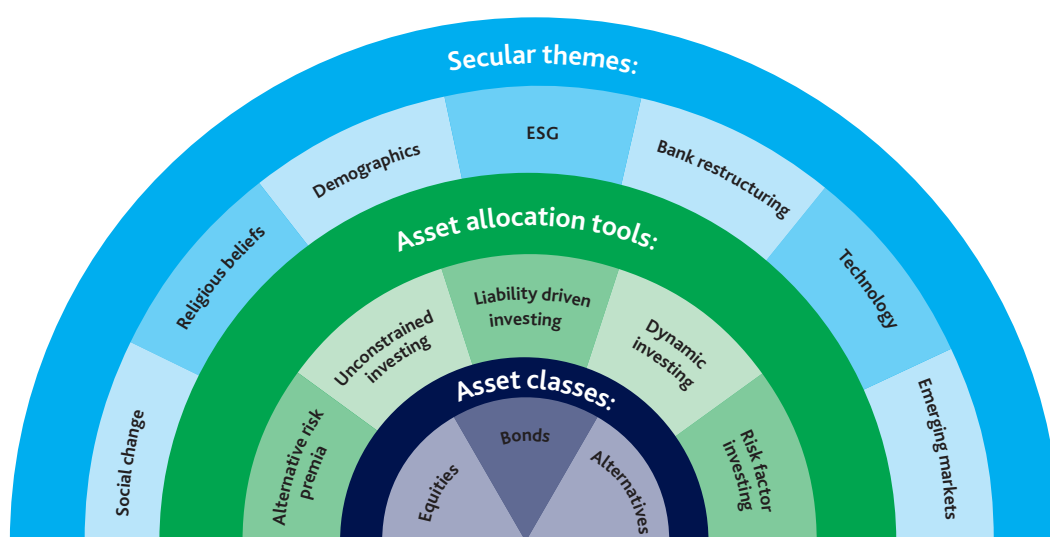 Secular themes:
Social change
Religious beliefs
Demographics
ESG
Bank restructuring
Technology
Emerging markets
Asset allocation tools:
Alternative risk
premia
Unconstrained
investing
Liability driven
investing
Dynamic
investing
Risk factor
investing
Asset classes:
Equities
Bonds
Alternatives